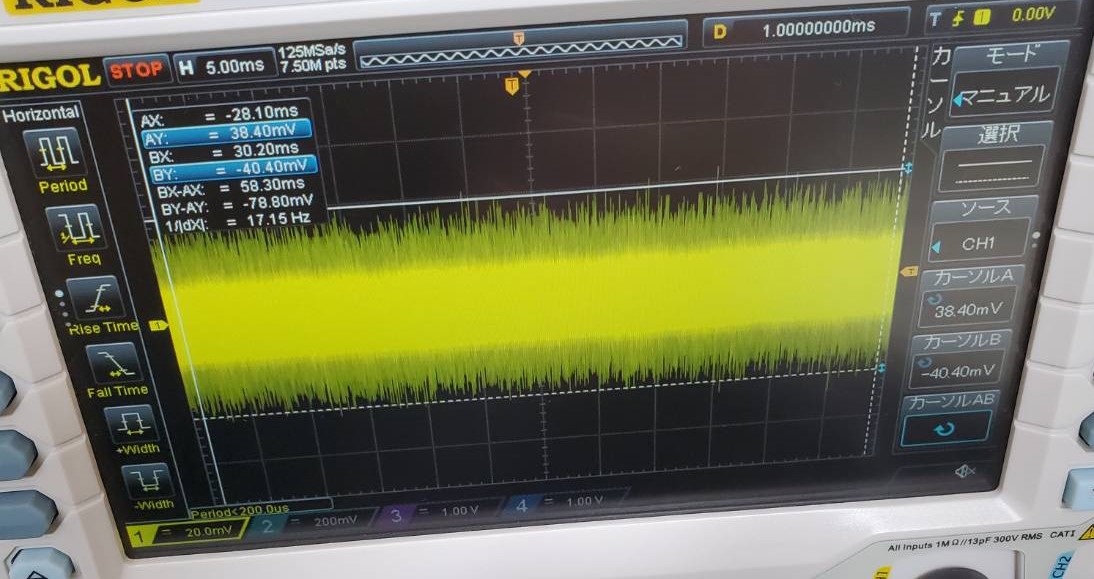 RIGOL
RIGOL STOP H 5.00ms 125MSa/s 7.50M pts D 1.00000000ms T 1 0.00V
Horizontal
Period
Freq
Rise Time
Fall Time
+Width
-Width
AX: = -28.10ms
AY: = 38.40mV
BX: = 30.20ms
BY: = -40.40mV
BX-AX: = 58.30ms
BY-AY: = -78.80mV
1/|dX|: = 17.15 Hz
T
T
1
T
カーソル
モード
マニュアル
選択
ソース
CH1
カーソルA
38.40mV
カーソルB
-40.40mV
カーソルAB
Period<200.0us
1 = 20.0mV 2 = 200mV 3 = 1.00 V 4 = 1.00 V
All Inputs 1MΩ//13pF 300V RMS CATI
CH2